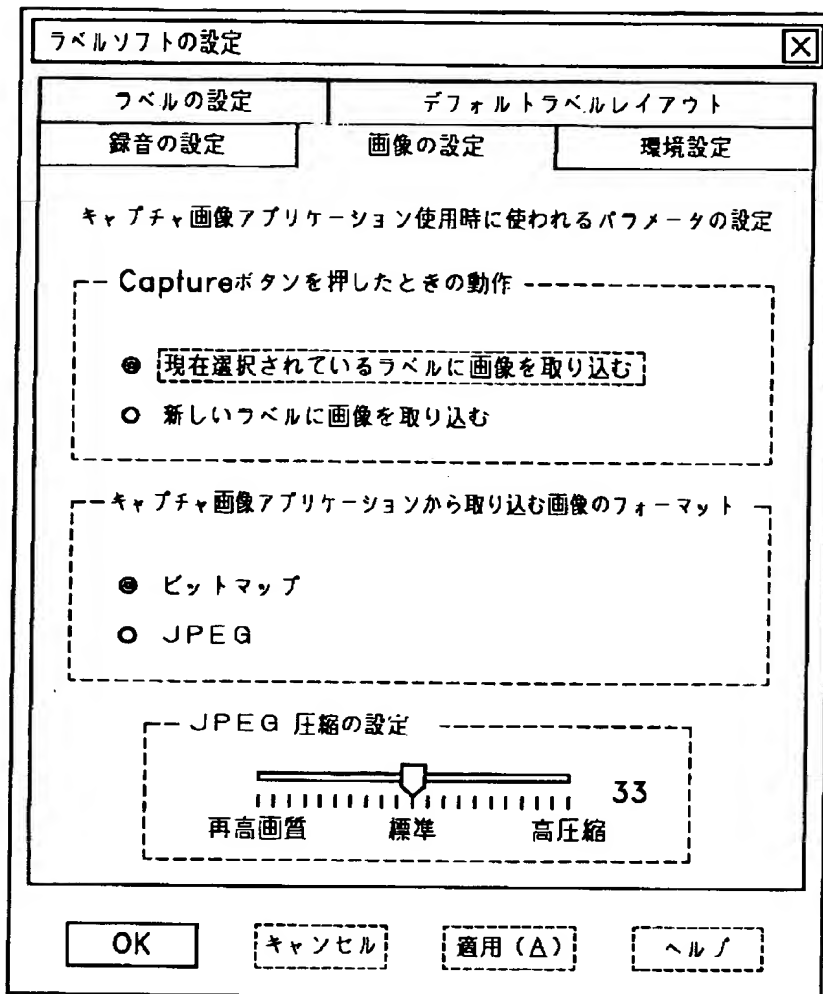 ラベルソフトの設定
ラベルの設定 デフォルトラベルレイアウト
録音の設定 画像の設定 環境設定
キャプチャ画像アプリケーション使用時に使われるパラメータの設定
Captureボタンを押したときの動作
現在選択されているラベルに画像を取り込む
新しいラベルに画像を取り込む
キャプチャ画像アプリケーションから取り込む画像のフォーマット
ビットマップ
JPEG
JPEG 圧縮の設定
33
再高画質 標準 高圧縮
OK キャンセル 適用(A) ヘルプ